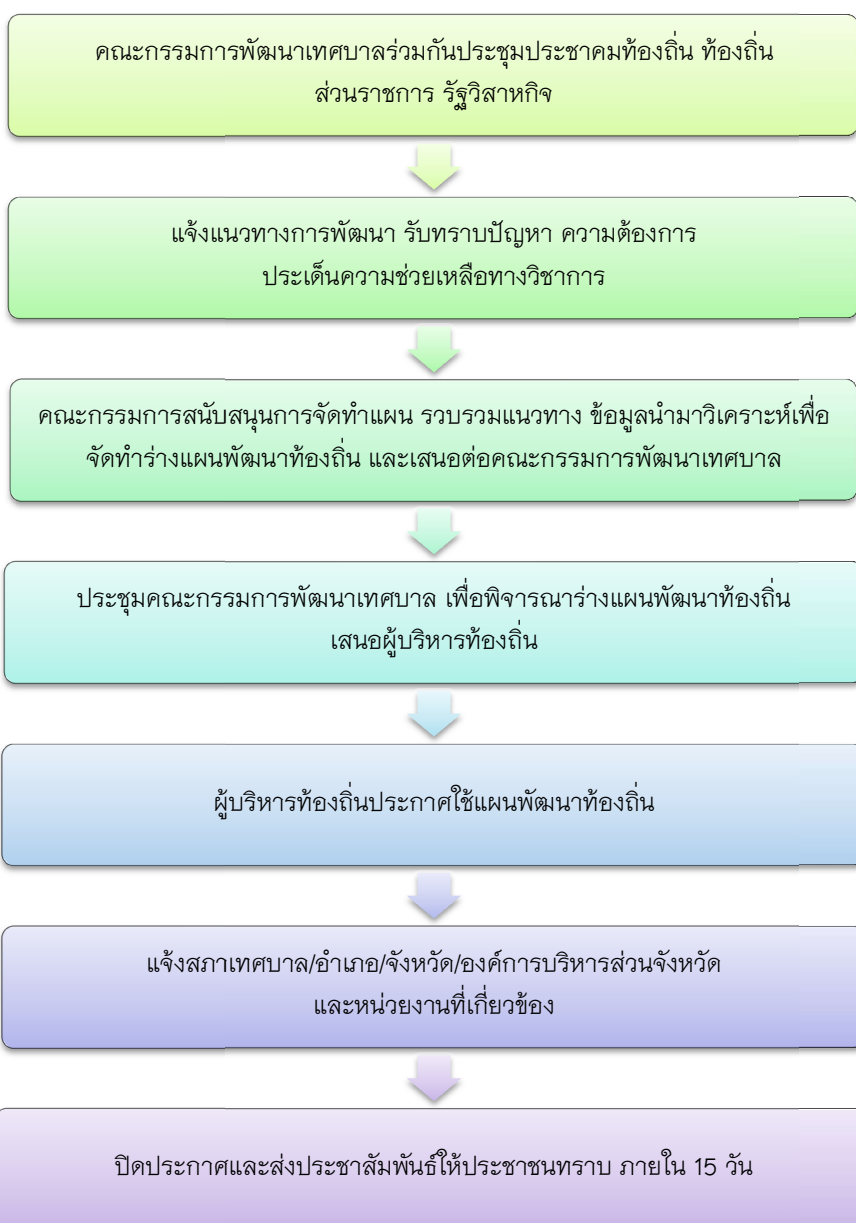 คณะกรรมการพัฒนาเทศบาลร่วมกันประชุมประชาคมท้องถิ่น ท้องถิ่น
ส่วนราชการ รัฐวิสาหกิจ
แจ้งแนวทางการพัฒนา รับทราบปัญหา ความต้องการ
ประเด็นความช่วยเหลือทางวิชาการ
คณะกรรมการสนับสนุนการจัดทำแผน รวบรวมแนวทาง ข้อมูลนำมาวิเคราะห์เพื่อ
จัดทำร่างแผนพัฒนาท้องถิ่น และเสนอต่อคณะกรรมการพัฒนาเทศบาล
ประชุมคณะกรรมการพัฒนาเทศบาล เพื่อพิจารณาร่างแผนพัฒนาท้องถิ่น
เสนอผู้บริหารท้องถิ่น
ผู้บริหารท้องถิ่นประกาศใช้แผนพัฒนาท้องถิ่น
แจ้งสภาเทศบาล/อำเภอ/จังหวัด/องค์การบริหารส่วนจังหวัด
และหน่วยงานที่เกี่ยวข้อง
ปิดประกาศและส่งประชาสัมพันธ์ให้ประชาชนทราบ ภายใน 15 วัน